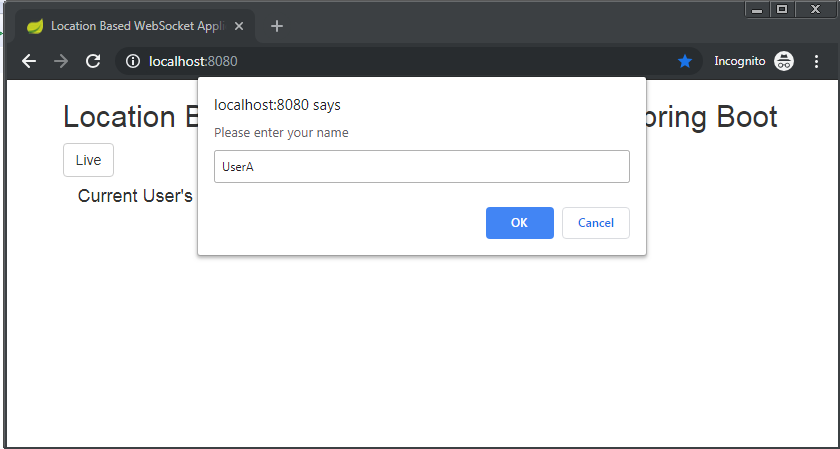 Location Based WebSocket Appli
localhost:8080
Incognito
localhost:8080 says
Please enter your name
UserA
OK
Cancel
Location
pring Boot
Live
Current User's